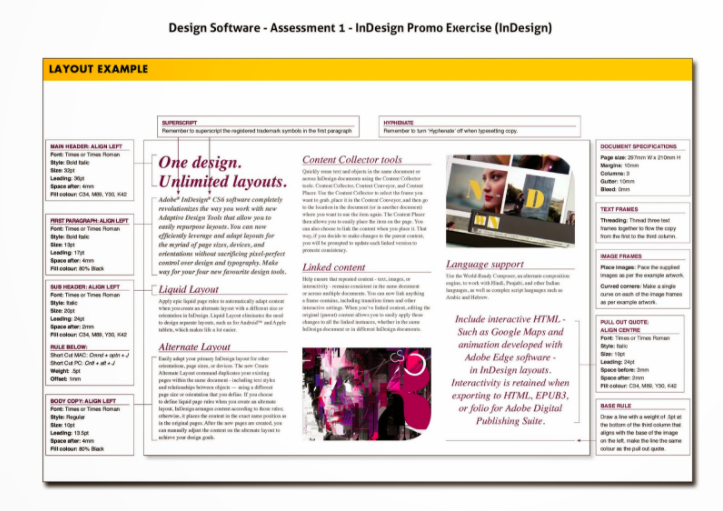 Design Software - Assessment 1 - InDesign Promo Exercise (InDesign)
LAYOUT EXAMPLE
SUPERSCRIPT
Remember to superscript the registered trademark symbols in the first paragraph
HYPHENATE
Remember to turn 'Hyphenate' off when typesetting copy.
MAIN HEADER: ALIGN LEFT
Font: Times or Times Roman
Style: Bold Italic
Size: 32pt
Leading: 36pt
Space after: 4mm
Fill colour: C34, M89, Y30, K42
FIRST PARAGRAPH: ALIGN LEFT
Font: Times or Times Roman
Style: Bold Italic
Size: 13pt
Leading: 17pt
Space after: 4mm
Fill colour: 80% Black
SUB HEADER: ALIGN LEFT
Font: Times or Times Roman
Style: Italic
Size: 20pt
Leading: 24pt
Space after: 2mm
Fill colour: C34, M89, Y30, K42
RULE BELOW:
Short Cut MAC: Cmnd + optn + J
Short Cut PC: Cntl + alt + J
Weight: .5pt
Offset: 1mm
BODY COPY: ALIGN LEFT
Font: Times or Times Roman
Style: Regular
Size: 10pt
Leading: 13.5pt
Space after: 4mm
Fill colour: 80% Black
One design.
Unlimited layouts.
Adobe® InDesign® CS6 software completely
revolutionizes the way you work with new
Adaptive Design Tools that allow you to
easily repurpose layouts. You can now
efficiently leverage and adapt layouts for
the myriad of page sizes, devices, and
orientations without sacrificing pixel-perfect
control over design and typography. Make
way for your four new favourite design tools.
Liquid Layout
Apply epic liquid page rules to automatically adapt content
when you create an alternate layout with a different size or
orientation in InDesign. Liquid Layout eliminates the need
to design separate layouts, such as for Android™ and Apple
tablets, which makes life a lot easier.
Alternate Layout
Easily adapt your primary InDesign layout for other
orientations, page sizes, or devices. The new Create
Alternate Layout command duplicates your existing
pages within the same document - including text styles
and relationships between objects — using a different
page size or orientation that you define. If you choose
to define liquid page rules when you create an alternate
layout, InDesign arranges content according to those rules;
otherwise, it places the content in the exact same position as
in the original pages. After the new pages are created, you
can manually adjust the content on the alternate layout to
achieve your design goals.
Content Collector tools
Quickly reuse text and objects in the same document or
across InDesign documents using the Content Collector
tools: Content Collector, Content Conveyor, and Content
Placer. Use the Content Collector to select the frame you
want to grab, place it in the Content Conveyor, and then go
to the location in the document (or in another document)
where you want to use the item again. The Content Placer
then allows you to easily place the item on the page. You
can also choose to link the content when you place it. That
way, if you decide to make changes to the parent content,
you will be prompted to update each linked version to
promote consistency.
Linked content
Help ensure that repeated content - text, images, or
interactivity - remains consistent in the same document
or across multiple documents. You can now link anything
a frame contains, including transition times and other
interactive settings. When you've linked content, editing the
original (parent) content allows you to easily apply those
changes to all the linked instances, whether in the same
InDesign document or in different InDesign documents.
Language support
Use the World-Ready Composer, an alternate composition
engine, to work with Hindi, Punjabi, and other Indian
languages, as well as complex script languages such as
Arabic and Hebrew.
Include interactive HTML -
Such as Google Maps and
animation developed with
Adobe Edge software -
in InDesign layouts.
Interactivity is retained when
exporting to HTML, EPUB3,
or folio for Adobe Digital
Publishing Suite.
DOCUMENT SPECIFICATIONS
Page size: 297mm W x 210mm H
Margins: 10mm
Columns: 3
Gutter: 10mm
Bleed: 0mm
TEXT FRAMES
Threading: Thread three text
frames together to flow the copy
from the first to the third column.
IMAGE FRAMES
Place images: Place the supplied
images as per the example artwork.
Curved corners: Make a single
curve on each of the image frames
as per example artwork.
PULL OUT QUOTE:
ALIGN CENTRE
Font: Times or Times Roman
Style: Italic
Size: 18pt
Leading: 24pt
Space before: 2mm
Space after: 2mm
Fill colour: C34, M89, Y30, K42
BASE RULE
Draw a line with a weight of .5pt at
the bottom of the third column that
aligns with the base of the image
on the left, make the line the same
colour as the pull out quote.